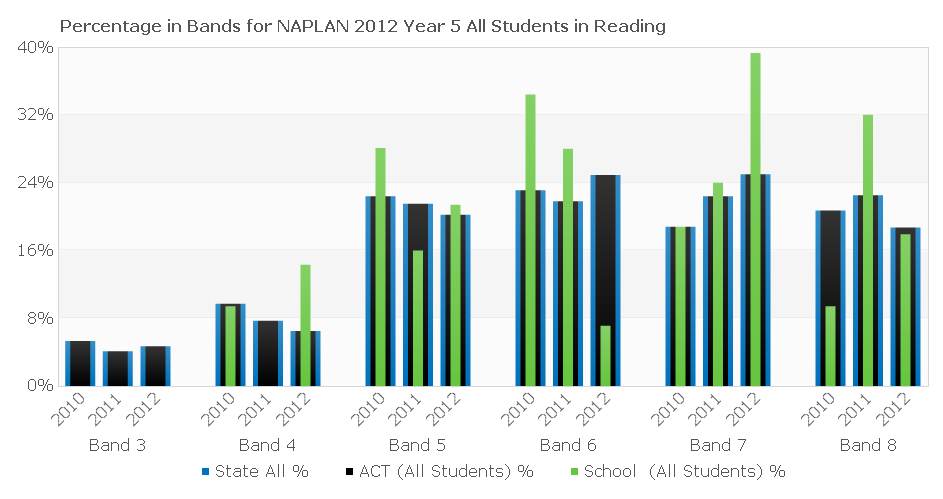 Percentage in Bands for NAPLAN 2012 Year 5 All Students in Reading
40%
32%
24%
16%
8%
0%
2010 2011 2012 2010 2011 2012 2010 2011 2012 2010 2011 2012 2010 2011 2012 2010 2011 2012
Band 3 Band 4 Band 5 Band 6 Band 7 Band 8
State All % ACT (All Students) % School (All Students) %